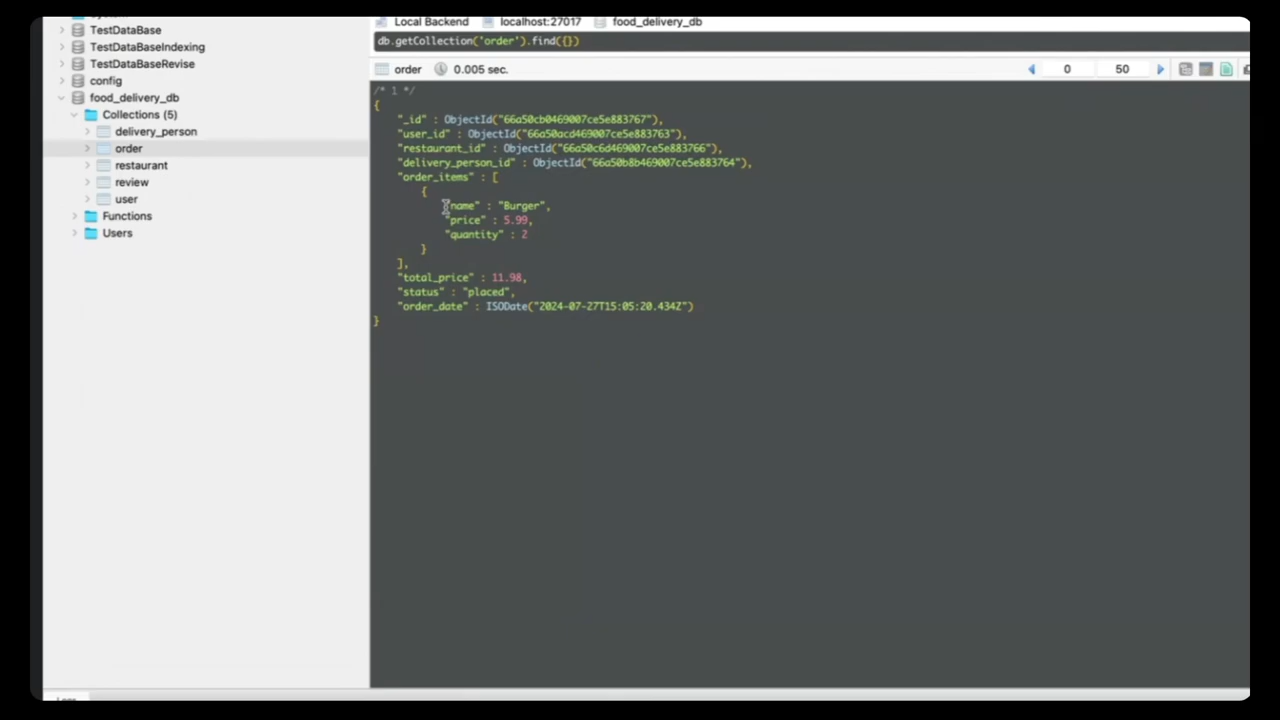 Local Backend localhost:27017 food_delivery_db
TestDataBase
db.getCollection('order').find({})
TestDataBaseIndexing
TestDataBaseRevise
order 0.005 sec. 0 50
config
/* 1 */
food_delivery_db
{
Collections (5)
"_id" : ObjectId("66a50cb0469007ce5e883767"),
delivery_person
"user_id" : ObjectId("66a50acd469007ce5e883763"),
order
"restaurant_id" : ObjectId("66a50c6d469007ce5e883766"),
restaurant
"delivery_person_id" : ObjectId("66a50b8b469007ce5e883764"),
review
"order_items" : [
user
{
Functions
"name" : "Burger",
Users
"price" : 5.99,
"quantity" : 2
}
],
"total_price" : 11.98,
"status" : "placed",
"order_date" : ISODate("2024-07-27T15:05:20.434Z")
}